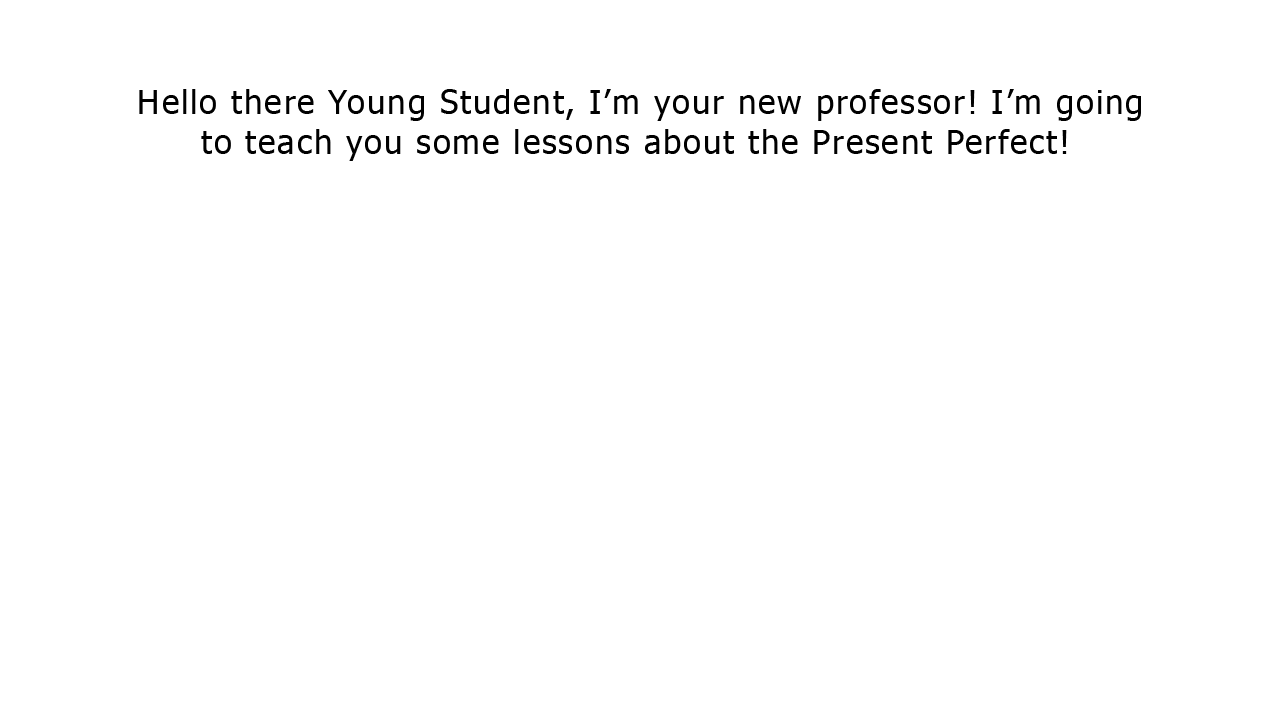 Hello there Young Student, I’m your new professor! I’m going
to teach you some lessons about the Present Perfect!